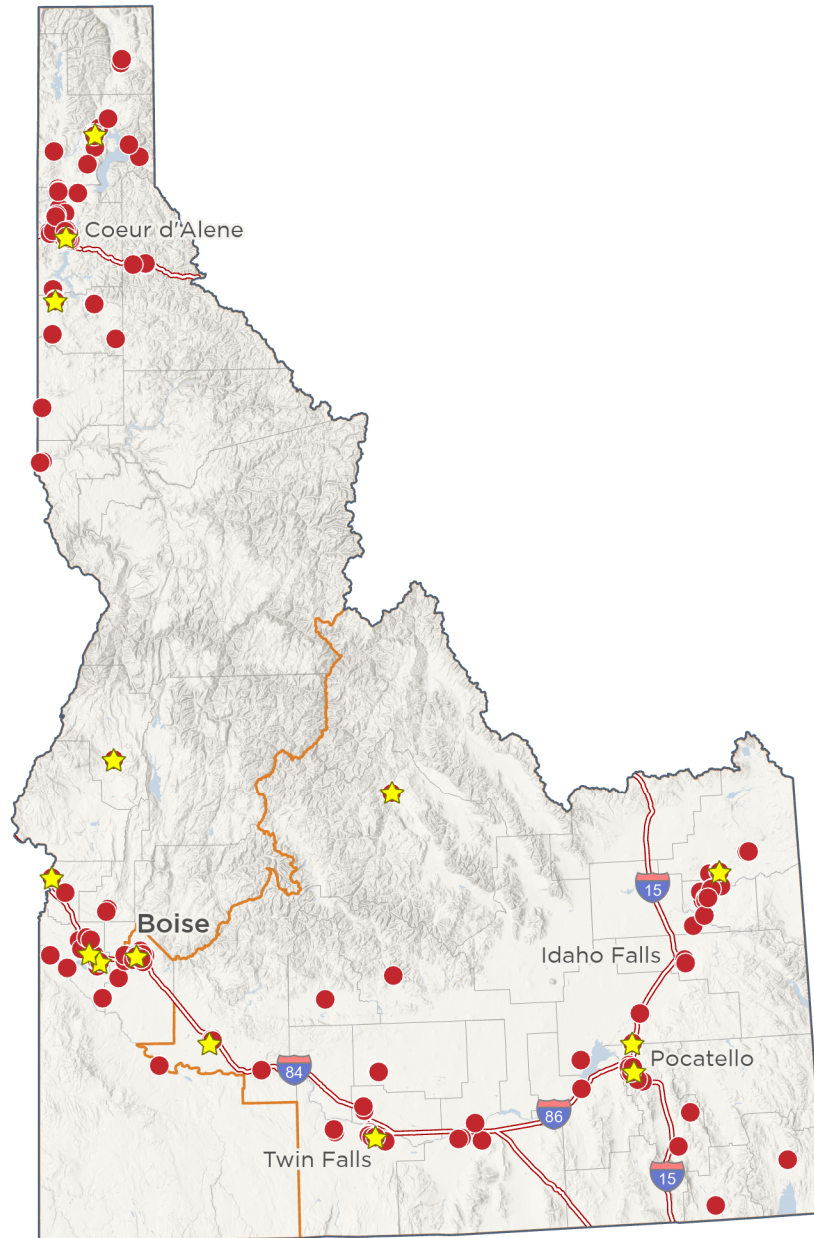 Coeur d'Alene
Boise
15
Idaho Falls
Pocatello
84
86
Twin Falls
15